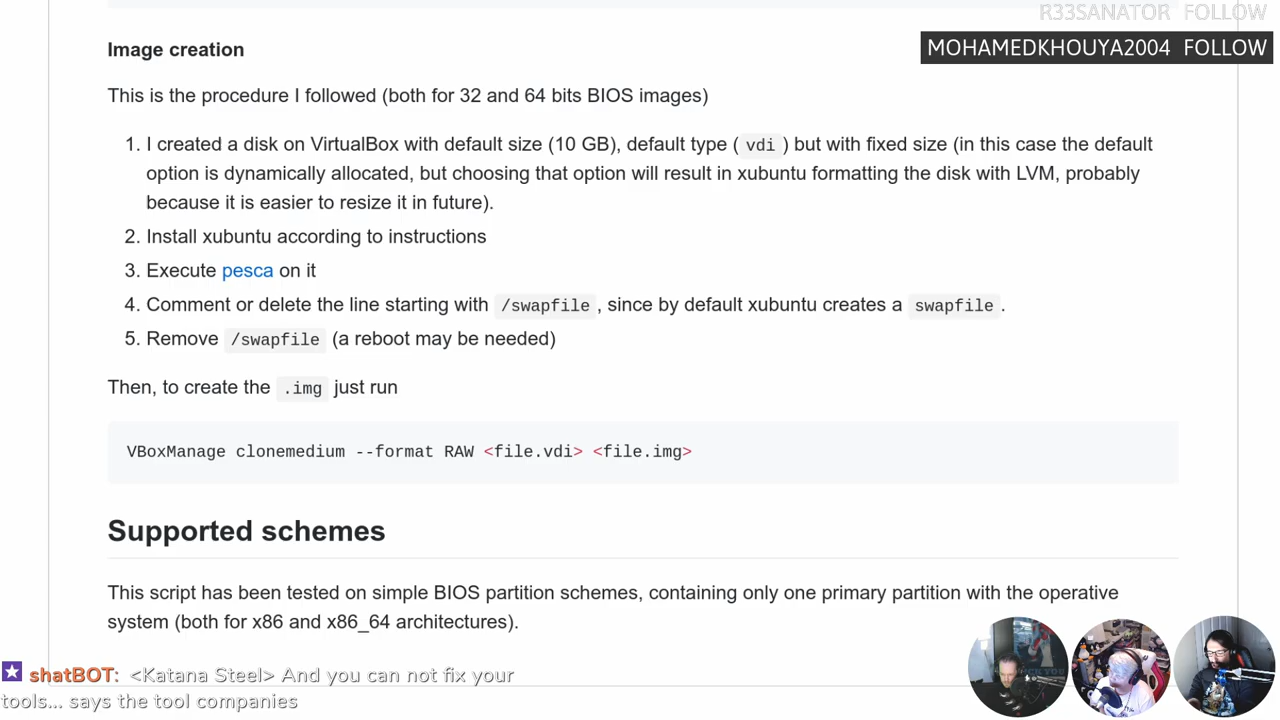 R33SANATOR FOLLOW
MOHAMEDKHOUYA2004 FOLLOW
Image creation
This is the procedure I followed (both for 32 and 64 bits BIOS images)
1. I created a disk on VirtualBox with default size (10 GB), default type ( vdi ) but with fixed size (in this case the default
option is dynamically allocated, but choosing that option will result in xubuntu formatting the disk with LVM, probably
because it is easier to resize it in future).
2. Install xubuntu according to instructions
3. Execute pesca on it
4. Comment or delete the line starting with /swapfile , since by default xubuntu creates a swapfile .
5. Remove /swapfile (a reboot may be needed)
Then, to create the .img just run
VBoxManage clonemedium --format RAW <file.vdi> <file.img>
Supported schemes
This script has been tested on simple BIOS partition schemes, containing only one primary partition with the operative
system (both for x86 and x86_64 architectures).
shatBOT: <Katana Steel> And you can not fix your
tools... says the tool companies